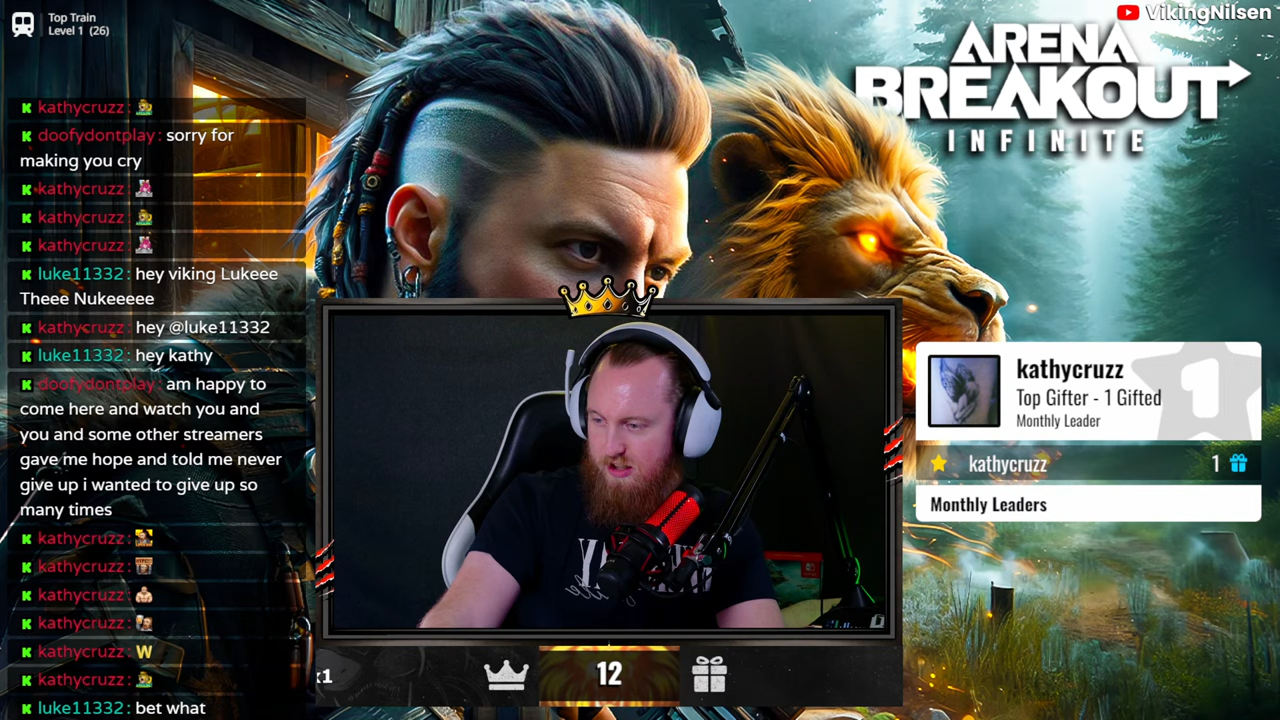 Top Train
Level 1 (26)
VikingNilsen
ARENA
BREAKOUT
INFINITE
kathycruzz:
doofydontplay: sorry for
making you cry
kathycruzz:
kathycruzz:
kathycruzz:
luke11332: hey viking Lukeee
Theee Nukeeeee
kathycruzz: hey @luke11332
luke11332: hey kathy
doofydontplay: am happy to
come here and watch you and
you and some other streamers
gave me hope and told me never
give up i wanted to give up so
many times
kathycruzz:
kathycruzz:
kathycruzz:
kathycruzz:
kathycruzz: W
kathycruzz:
luke11332: bet what
kathycruzz
Top Gifter - 1 Gifted
Monthly Leader
1
kathycruzz
1
Monthly Leaders
x1
12